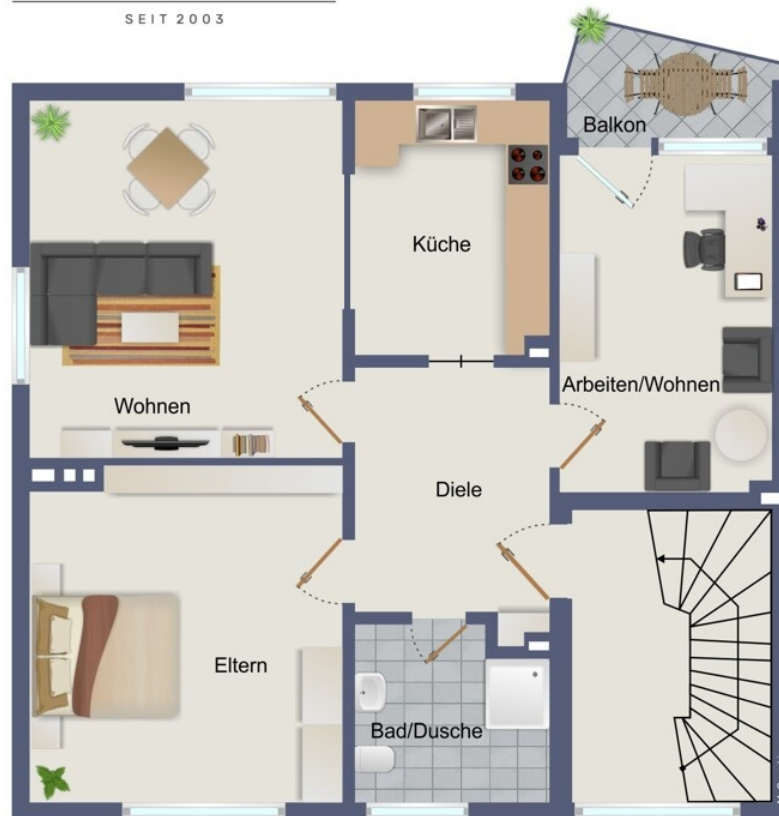 SEIT 2003
Balkon
Küche
Arbeiten/Wohnen
Wohnen
Diele
Eltern
Bad/Dusche